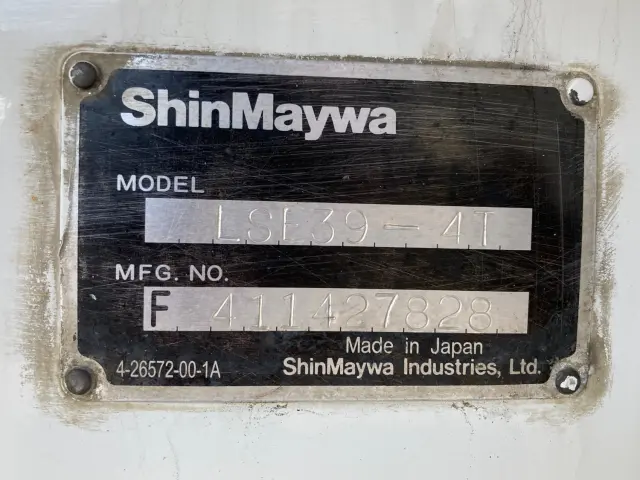 ShinMaywa
MODEL
LSE39-4T
MFG. NO.
F 411427828
Made in Japan
4-26572-00-1A
ShinMaywa Industries, Ltd.